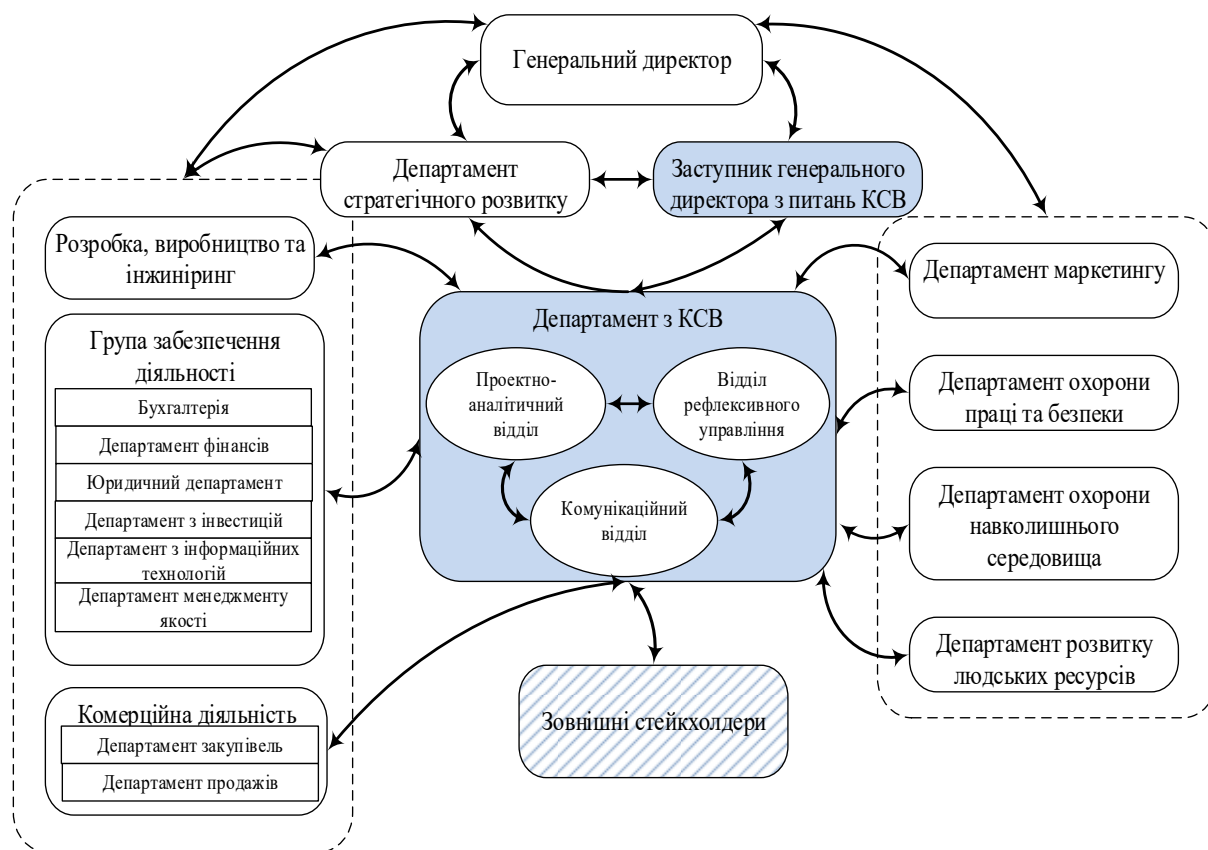 Генеральний директор
Департамент
стратегічного розвитку
Заступник генерального
директора з питань КСВ
Розробка, виробництво та
інжиніринг
Група забезпечення
діяльності
Бухгалтерія
Департамент фінансів
Юридичний департамент
Департамент з інвестицій
Департамент з інформаційних
технологій
Департамент менеджменту
якості
Комерційна діяльність
Департамент закупівель
Департамент продажів
Департамент з КСВ
Проектно-
аналітичний
відділ
Відділ
рефлексивного
управління
Комунікаційний
відділ
Зовнішні стейкхолдери
Департамент маркетингу
Департамент охорони
праці та безпеки
Департамент охорони
навколишнього
середовища
Департамент розвитку
людських ресурсів